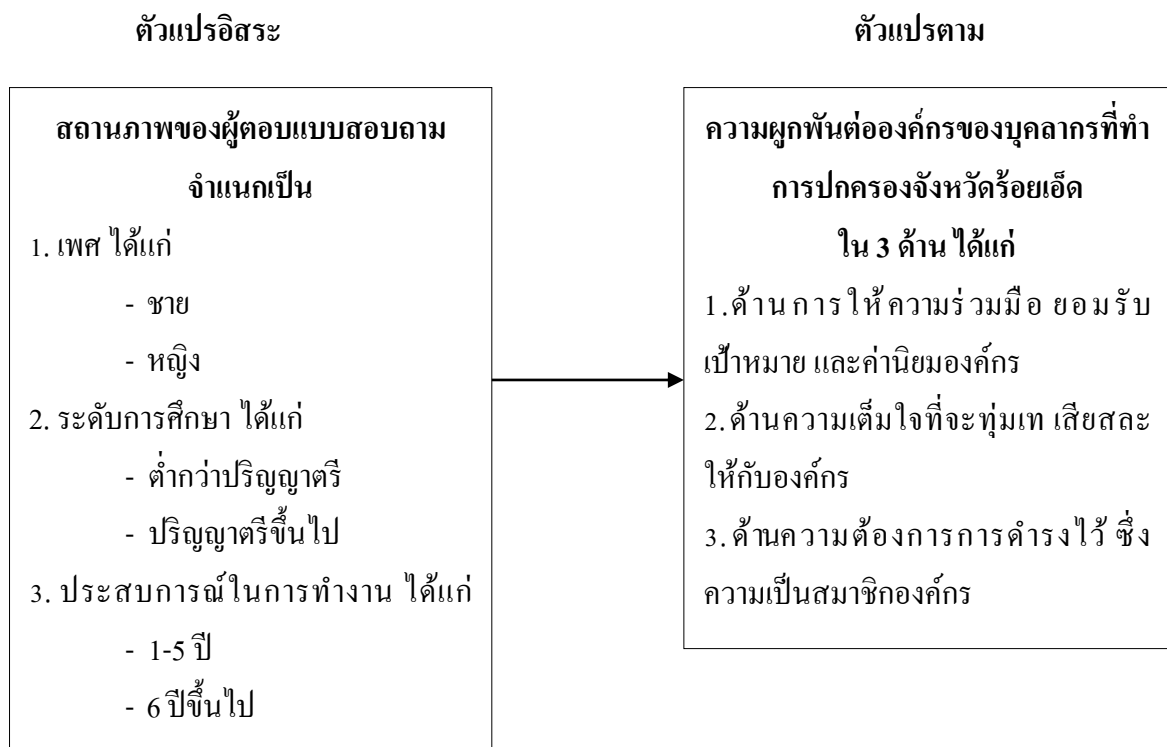 ตัวแปรอิสระ
สถานภาพของผู้ตอบแบบสอบถาม
จำแนกเป็น
1. เพศ ได้แก่
- ชาย
- หญิง
2. ระดับการศึกษา ได้แก่
- ต่ำกว่าปริญญาตรี
- ปริญญาตรีขึ้นไป
3. ประสบการณ์ในการทำงาน ได้แก่
- 1-5 ปี
- 6 ปีขึ้นไป
ตัวแปรตาม
ความผูกพันต่อองค์กรของบุคลากรที่ทำ
การปกครองจังหวัดร้อยเอ็ด
ใน 3 ด้าน ได้แก่
1.ด้านการให้ความร่วมมือ ยอมรับ
เป้าหมาย และค่านิยมองค์กร
2.ด้านความเต็มใจที่จะทุ่มเท เสียสละ
ให้กับองค์กร
3.ด้านความต้องการการดำรงไว้ ซึ่ง
ความเป็นสมาชิกองค์กร